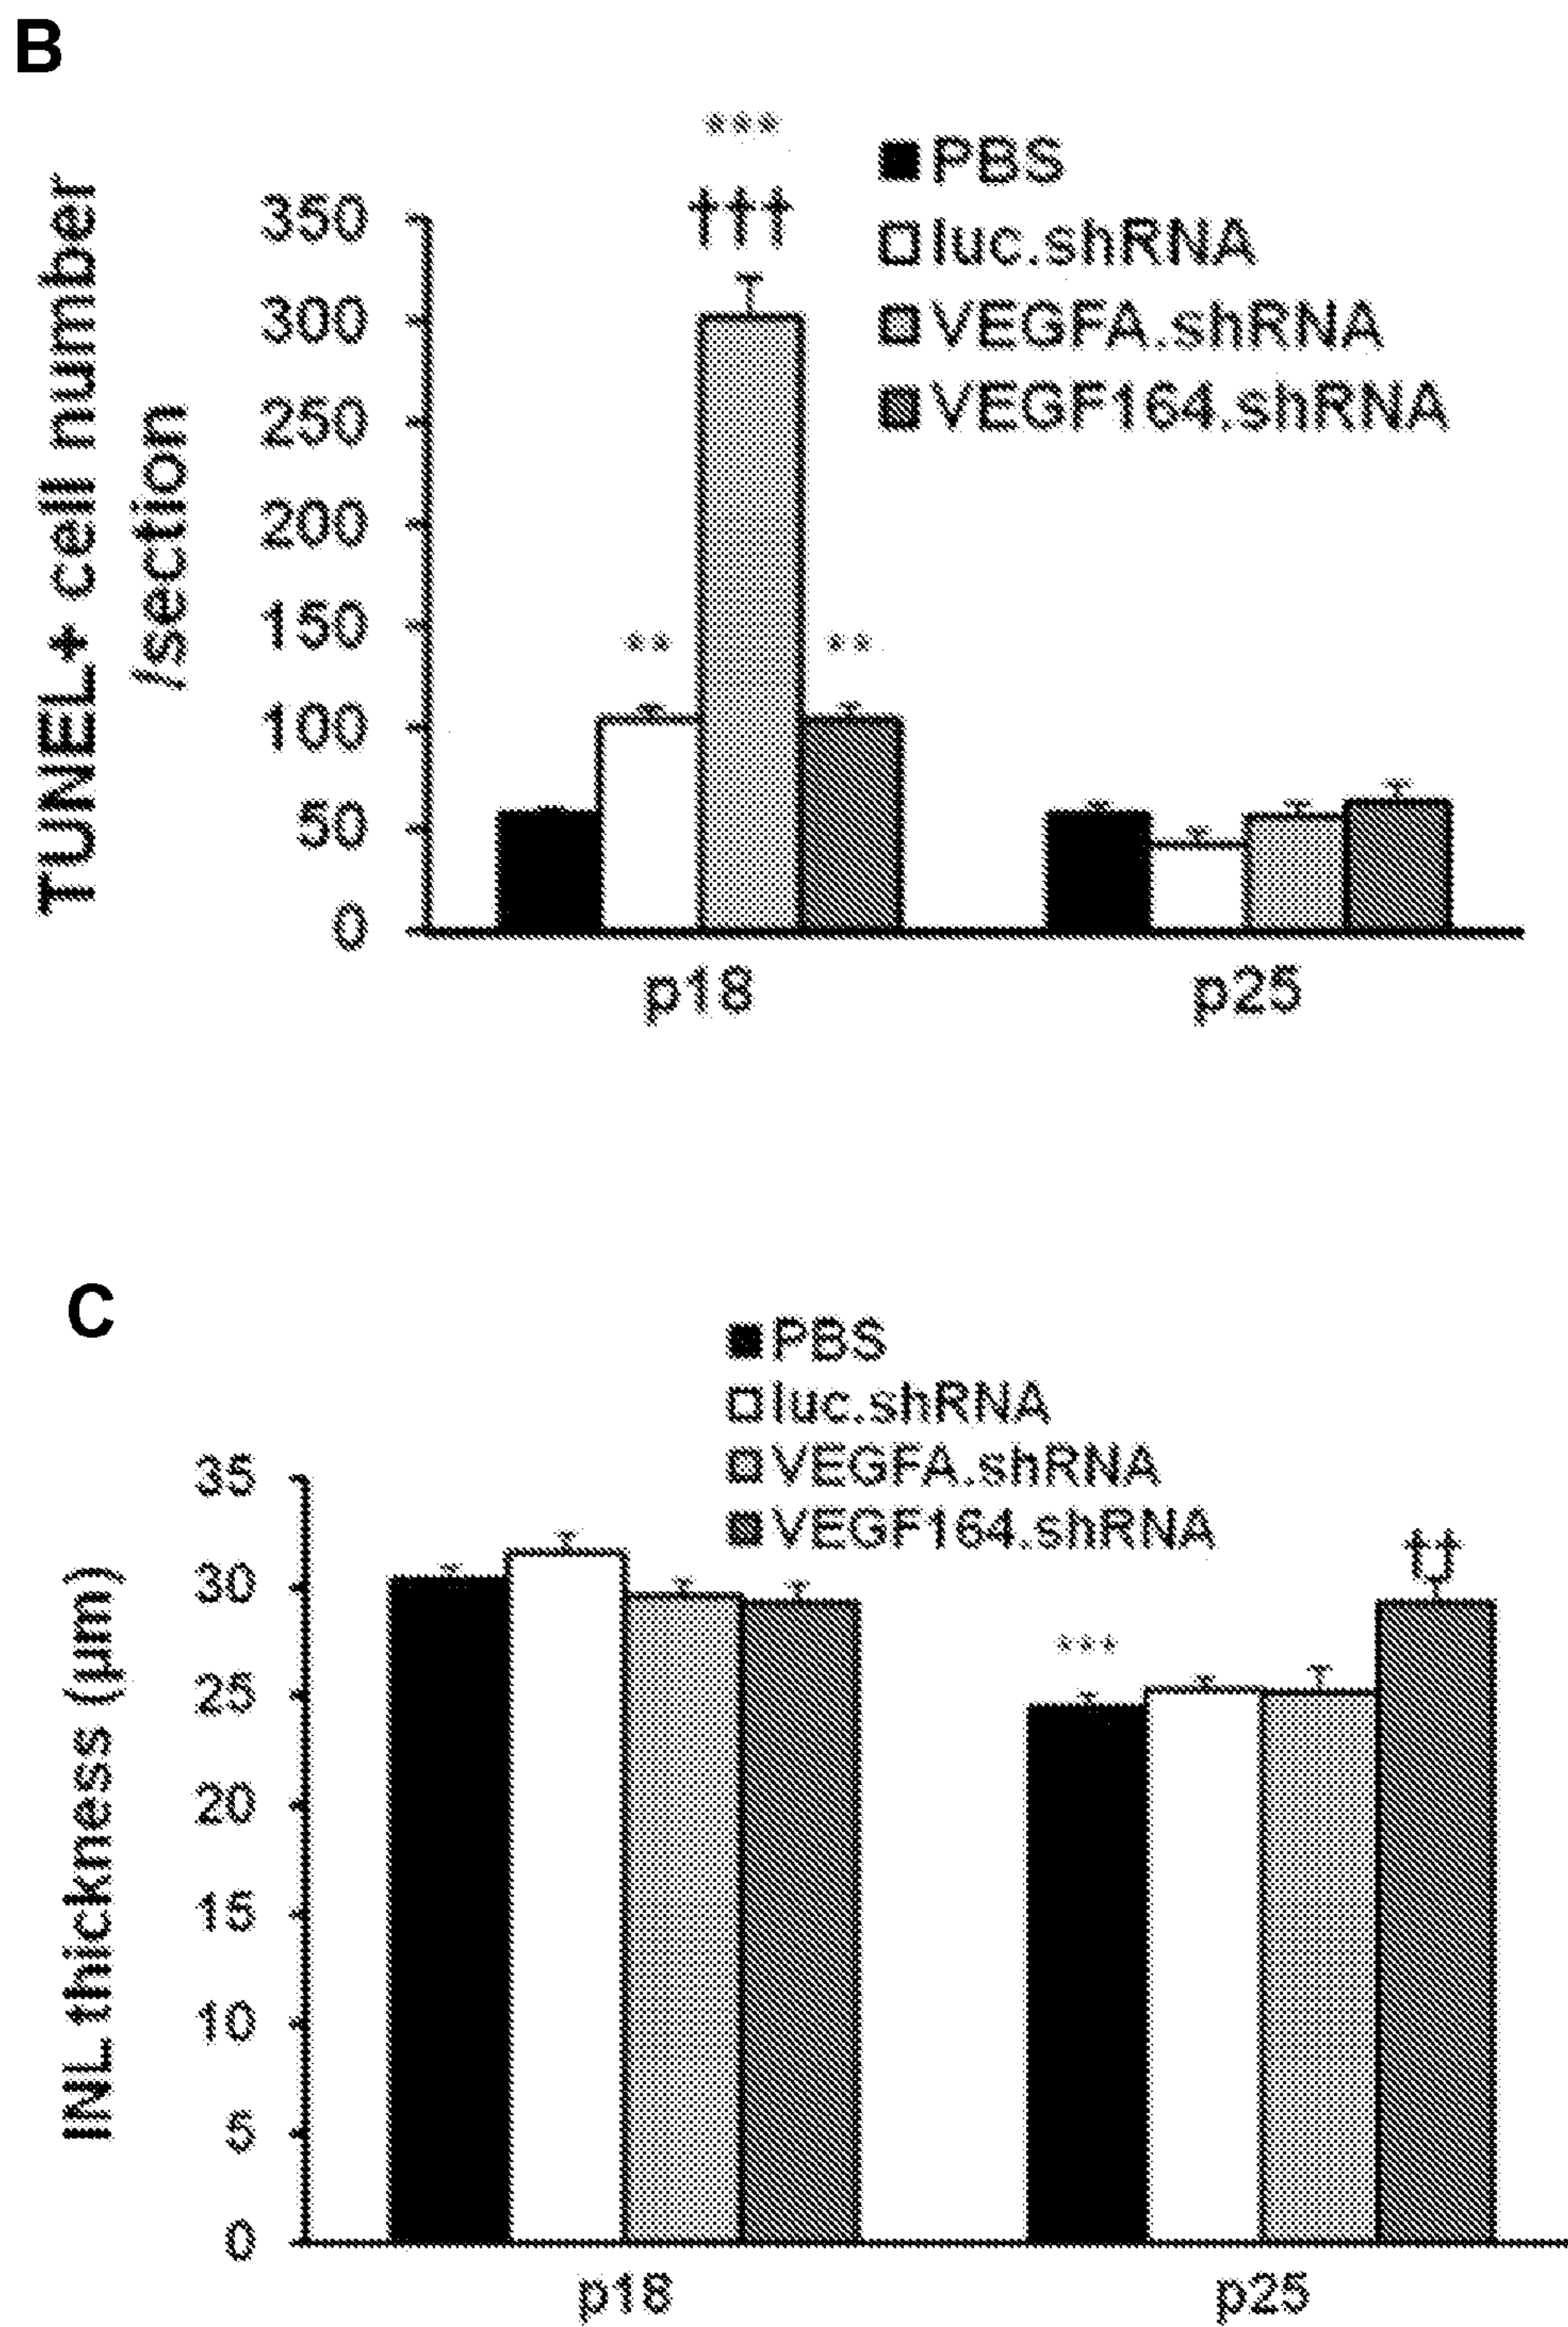 B
***
†††
PBS
luc.shRNA
VEGFA.shRNA
VEGF164.shRNA
TUNEL+ cell number
/section
350
300
250
200
150
100
50
0
**
**
p18
p25
C
PBS
luc.shRNA
VEGFA.shRNA
VEGF164.shRNA
INL thickness (µm)
35
30
25
20
15
10
5
0
***
††
p18
p25